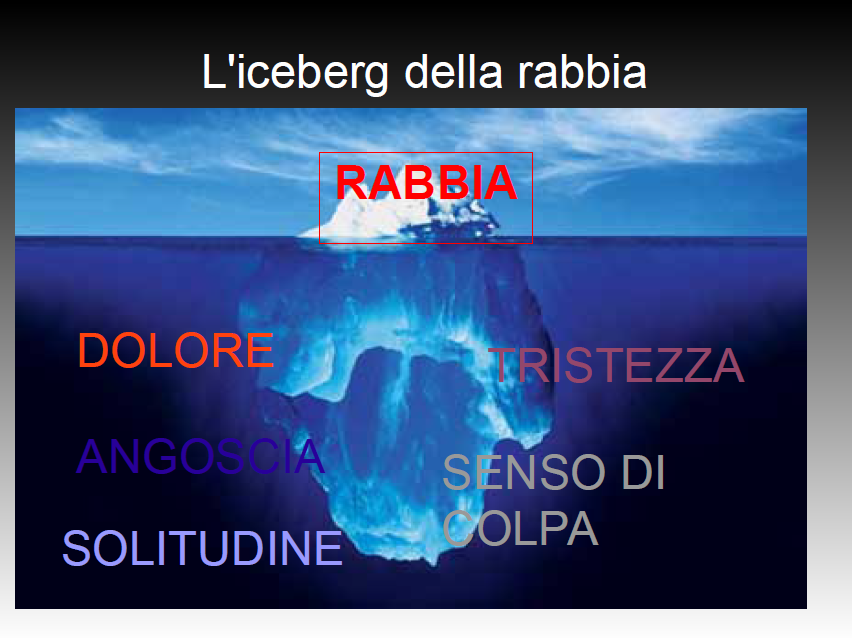 L'iceberg della rabbia
RABBIA
DOLORE
TRISTEZZA
ANGOSCIA
SENSO DI
COLPA
SOLITUDINE